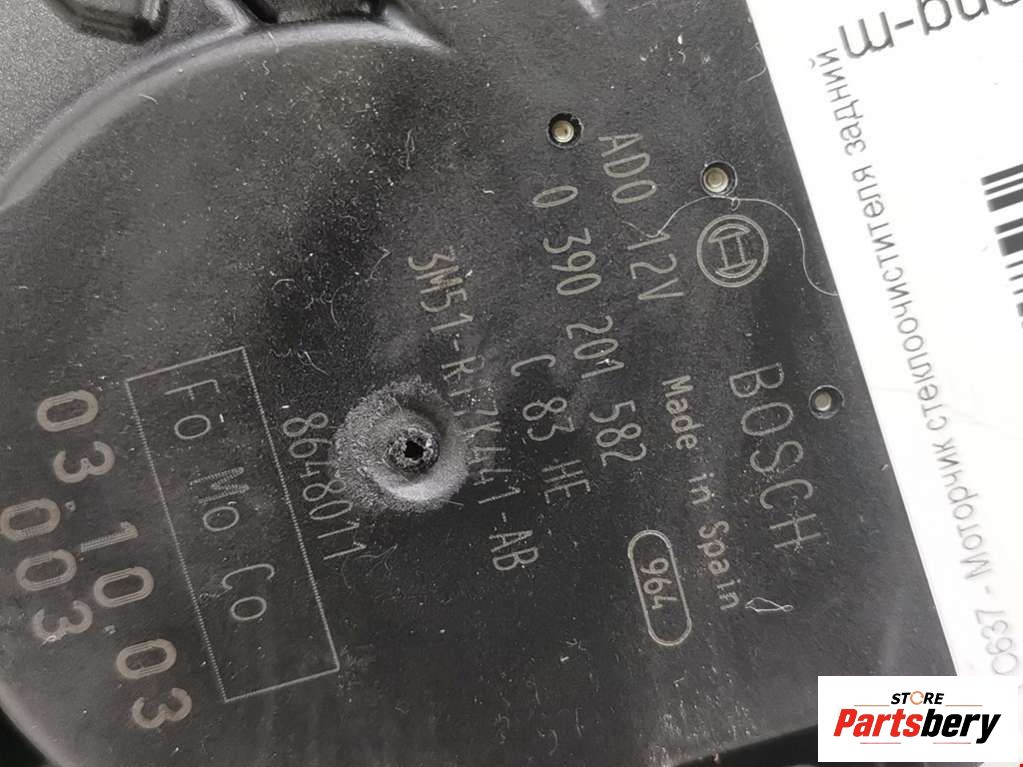 BOSCH
Made in Spain
964
AD0 12V
0 390 201 582
C 83 HE
3M51-R17K441-AB
8648011
Fo Mo Co
03.10.03
003
C637 - Моторчик стеклоочистителя задний
STORE
Partsbery